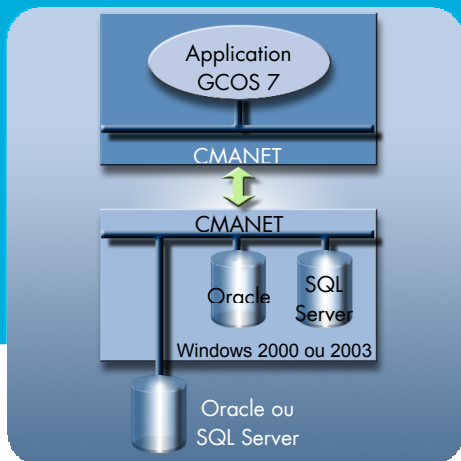 Application
GCOS 7
CMANET
CMANET
Oracle
SQL
Server
Windows 2000 ou 2003
Oracle ou
SQL Server